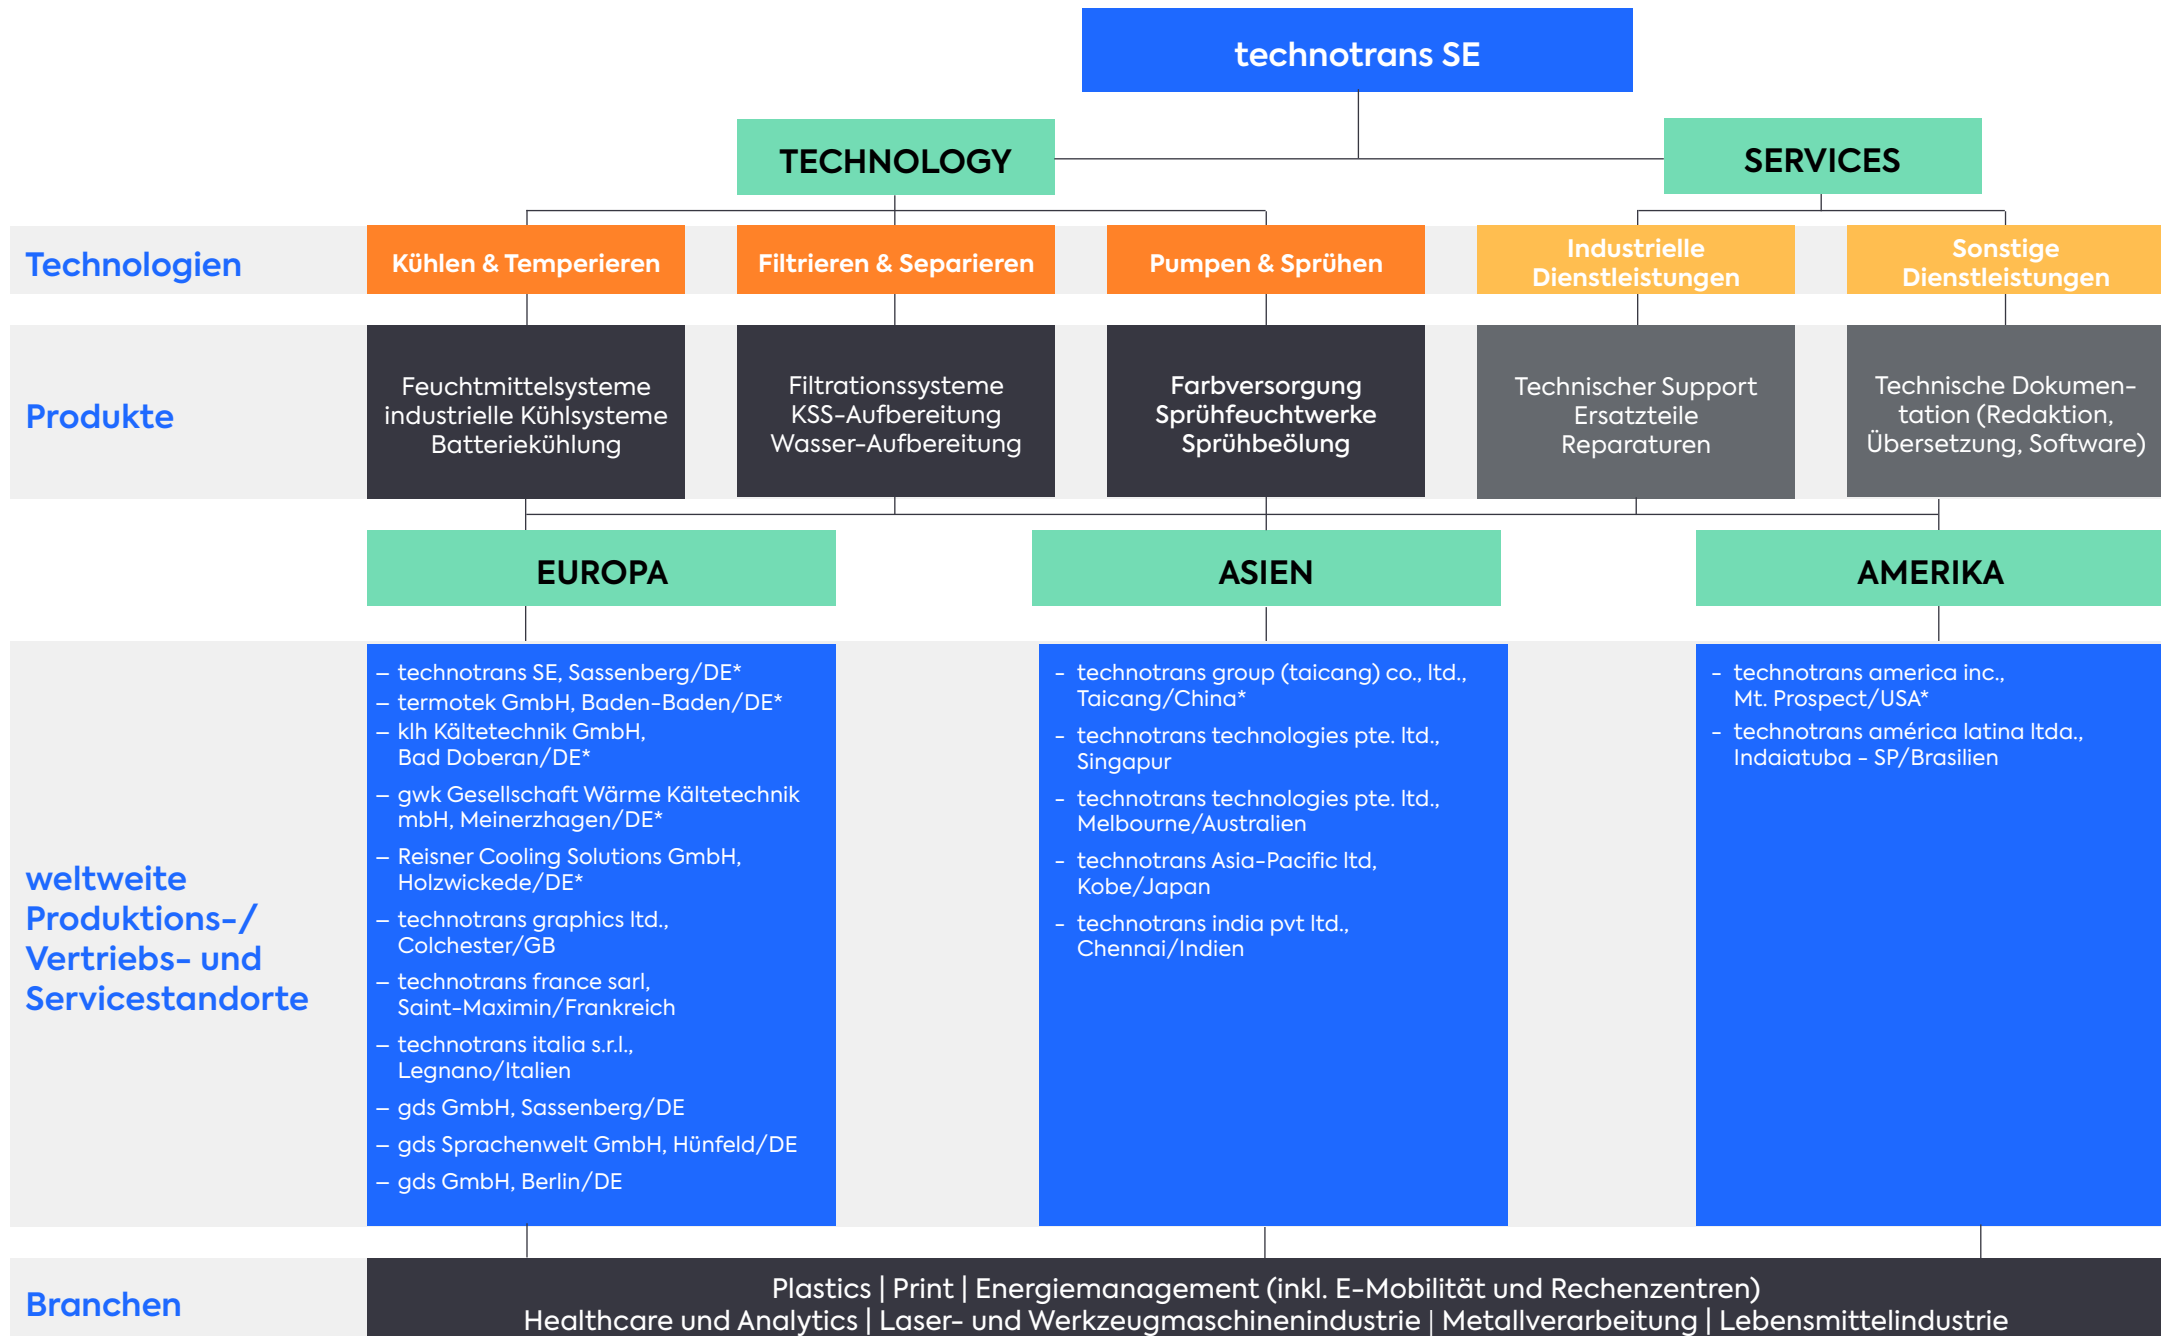 technotrans SE
TECHNOLOGY
SERVICES
Technologien
Kühlen & Temperieren
Filtrieren & Separieren
Pumpen & Sprühen
Industrielle
Dienstleistungen
Sonstige
Dienstleistungen
Produkte
Feuchtmittelsysteme
industrielle Kühlsysteme
Batteriekühlung
Filtrationssysteme
KSS-Aufbereitung
Wasser-Aufbereitung
Farbversorgung
Sprühfeuchtwerke
Sprühbeölung
Technischer Support
Ersatzteile
Reparaturen
Technische Dokumen-
tation (Redaktion,
Übersetzung, Software)
EUROPA
ASIEN
AMERIKA
weltweite
Produktions-/
Vertriebs- und
Servicestandorte
– technotrans SE, Sassenberg/DE*
– termotek GmbH, Baden-Baden/DE*
– klh Kältetechnik GmbH,
Bad Doberan/DE*
– gwk Gesellschaft Wärme Kältetechnik
mbH, Meinerzhagen/DE*
– Reisner Cooling Solutions GmbH,
Holzwickede/DE*
– technotrans graphics ltd.,
Colchester/GB
– technotrans france sarl,
Saint-Maximin/Frankreich
– technotrans italia s.r.l.,
Legnano/Italien
– gds GmbH, Sassenberg/DE
– gds Sprachenwelt GmbH, Hünfeld/DE
– gds GmbH, Berlin/DE
- technotrans group (taicang) co., ltd.,
Taicang/China*
- technotrans technologies pte. ltd.,
Singapur
- technotrans technologies pte. ltd.,
Melbourne/Australien
- technotrans Asia-Pacific ltd,
Kobe/Japan
- technotrans india pvt ltd.,
Chennai/Indien
- technotrans america inc.,
Mt. Prospect/USA*
- technotrans américa latina ltda.,
Indaiatuba - SP/Brasilien
Branchen
Plastics | Print | Energiemanagement (inkl. E-Mobilität und Rechenzentren)
Healthcare und Analytics | Laser- und Werkzeugmaschinenindustrie | Metallverarbeitung | Lebensmittelindustrie